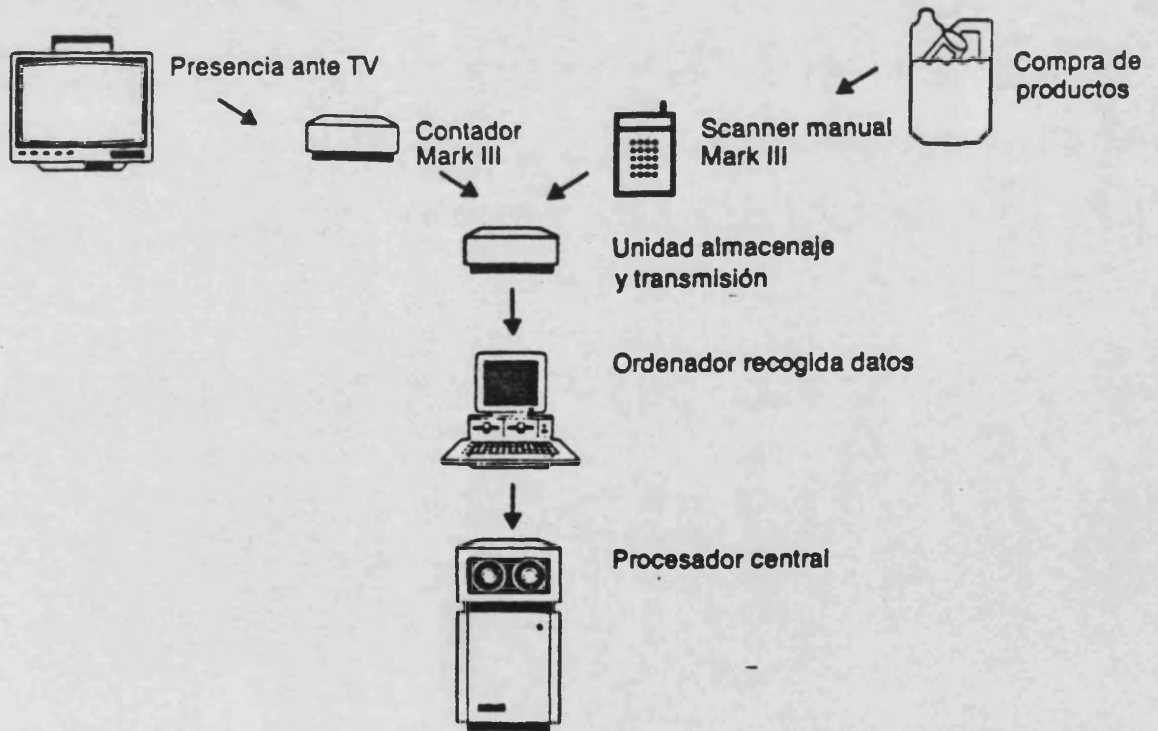 Presencia ante TV
Contador
Mark III
Scanner manual
Mark III
Compra de
productos
Unidad almacenaje
y transmisión
Ordenador recogida datos
Procesador central